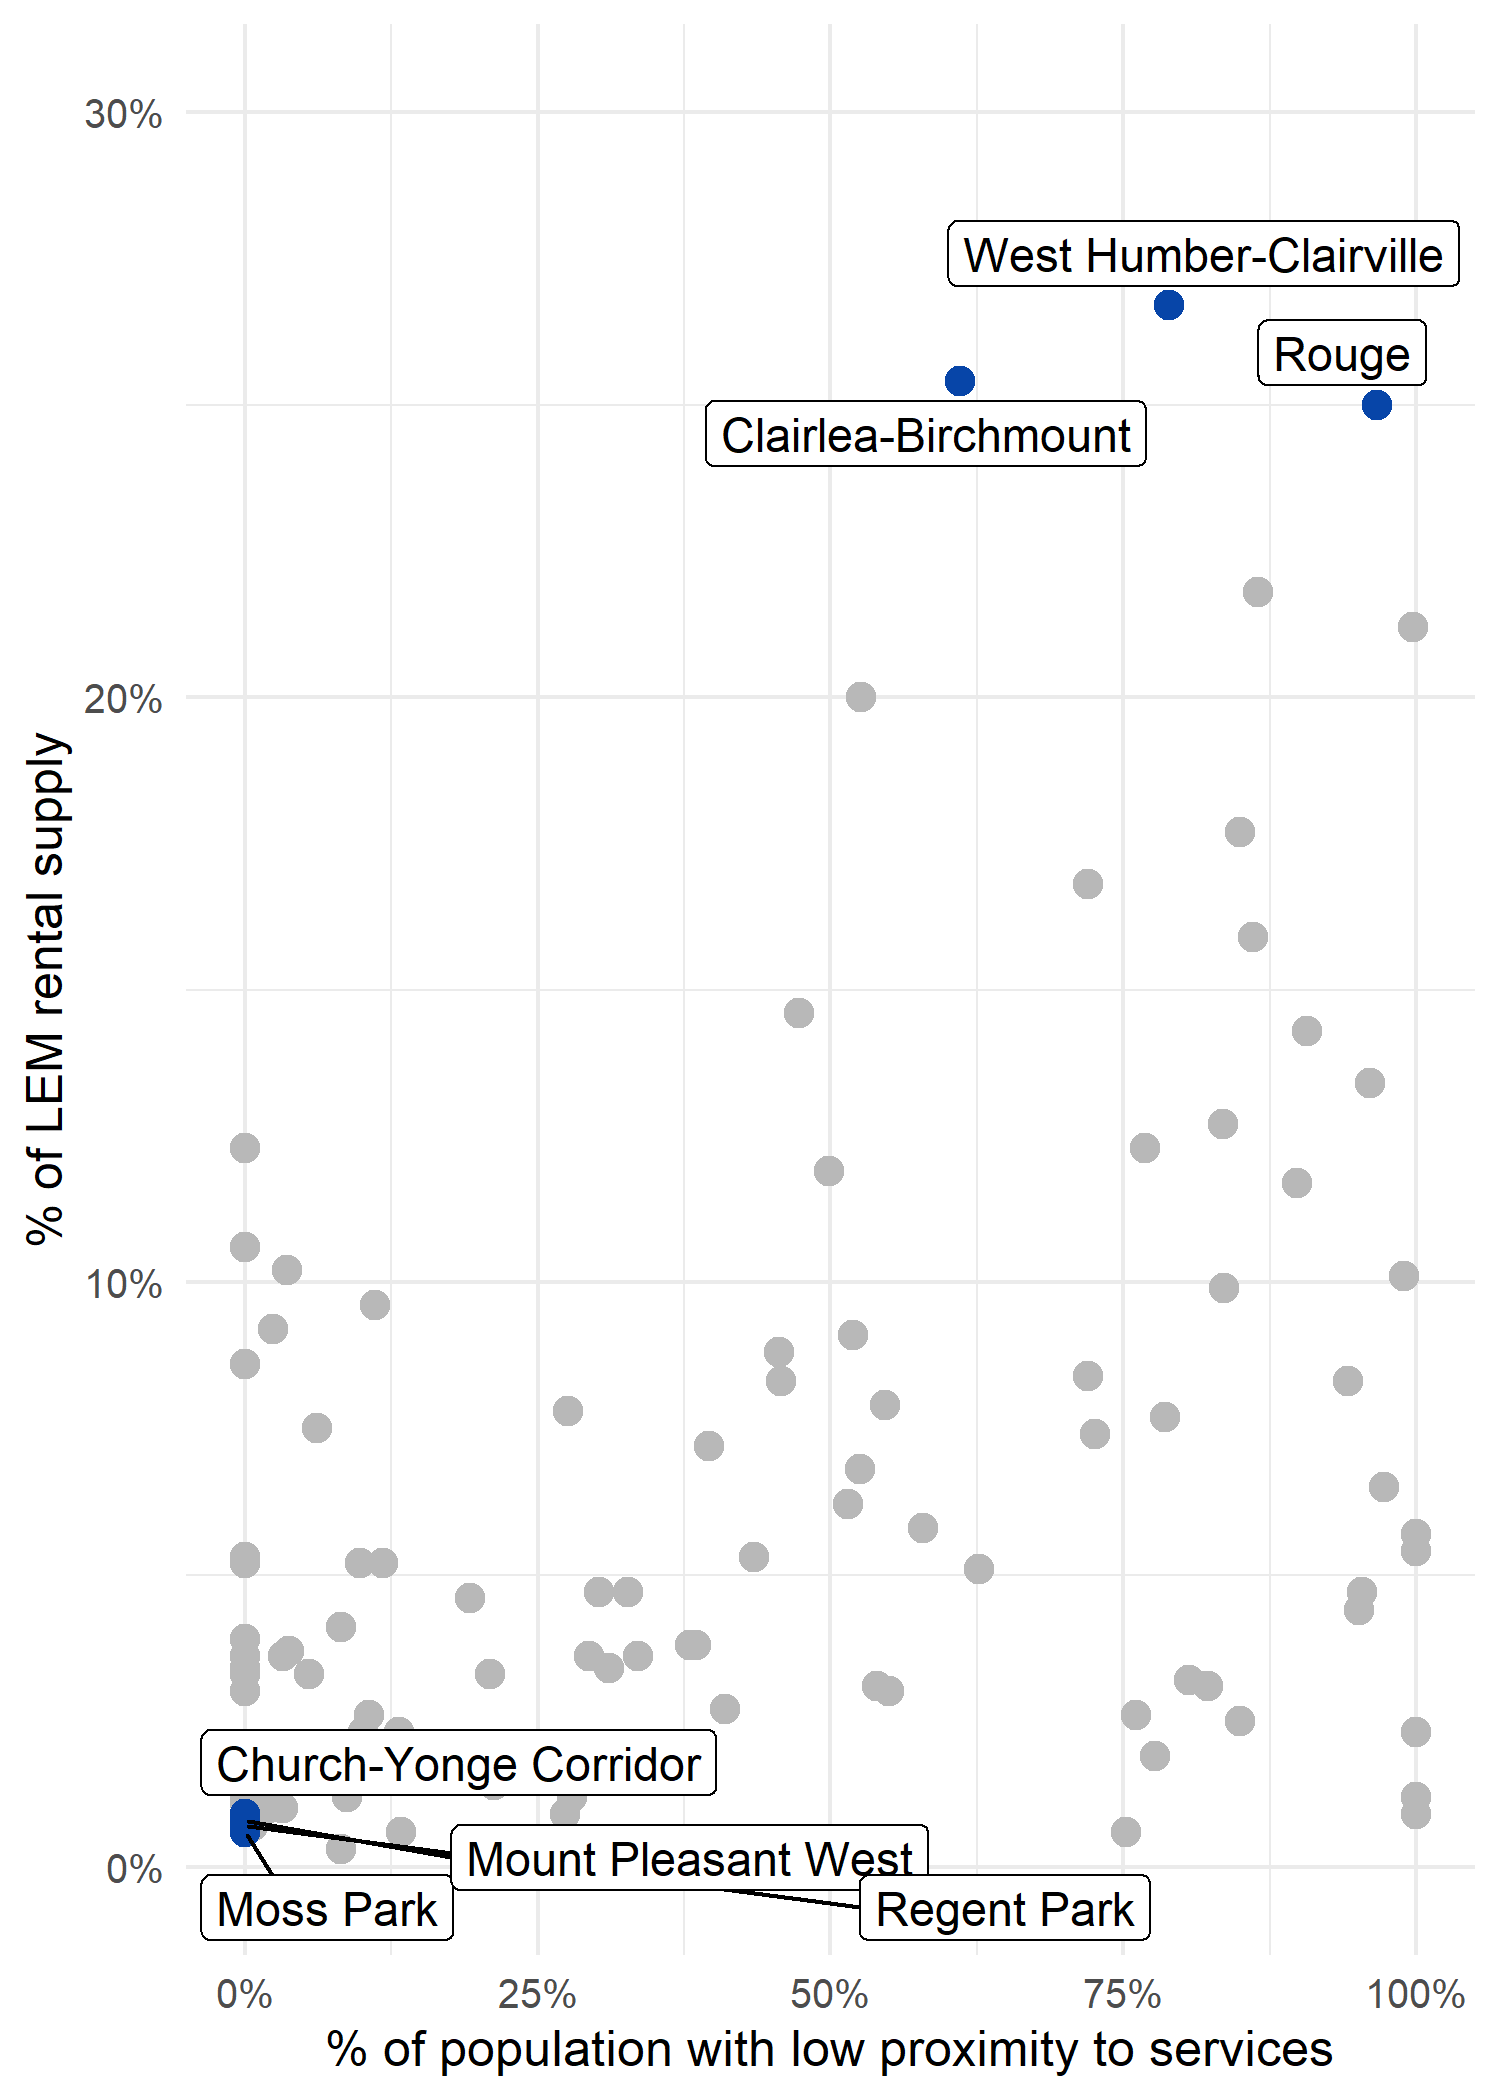 30%
West Humber-Clairville
Rouge
Clairlea-Birchmount
20%
% of LEM rental supply
10%
Church-Yonge Corridor
Mount Pleasant West
0%
Moss Park
Regent Park
0%
25%
50%
75%
100%
% of population with low proximity to services